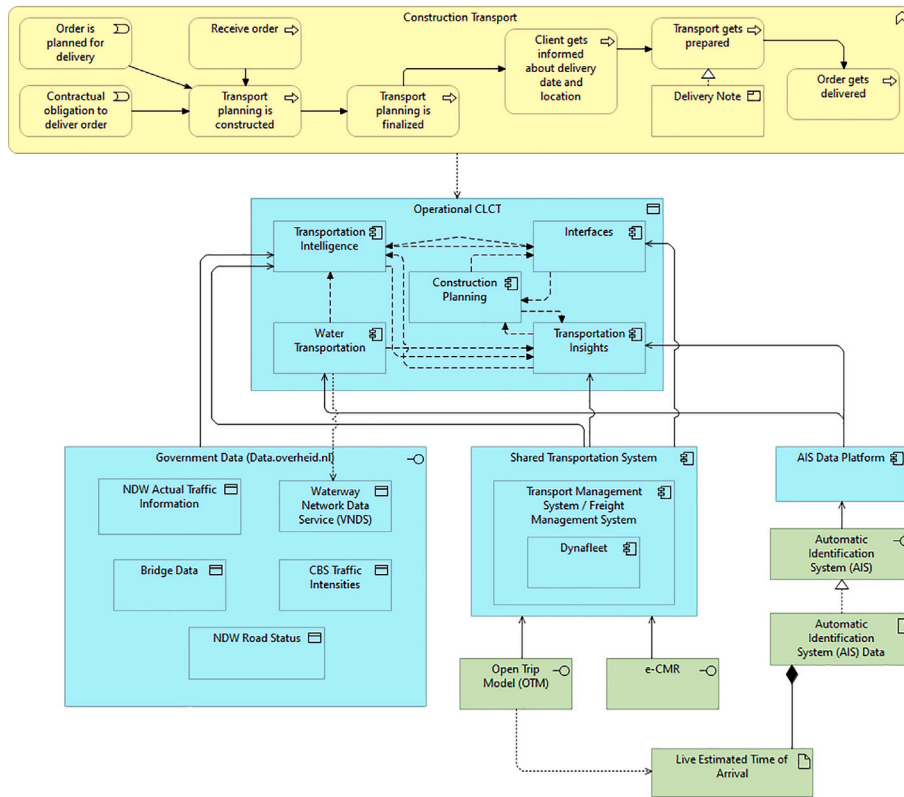 Construction Transport
Order is
planned for
delivery
Receive order
Client gets
informed
about delivery
date and
location
Transport gets
prepared
Contractual
obligation to
deliver order
Transport
planning is
constructed
Transport
planning is
finalized
Delivery Note
Order gets
delivered
Operational CLCT
Transportation
Intelligence
Interfaces
Construction
Planning
Water
Transportation
Transportation
Insights
Government Data (Data.overheid.nl)
NDW Actual Traffic
Information
Waterway
Network Data
Service (VNDS)
Bridge Data
CBS Traffic
Intensities
NDW Road Status
Shared Transportation System
Transport Management
System / Freight
Management System
Dynafleet
AIS Data Platform
Automatic
Identification
System (AIS)
Automatic
Identification
System (AIS) Data
Open Trip
Model (OTM)
e-CMR
Live Estimated Time of
Arrival